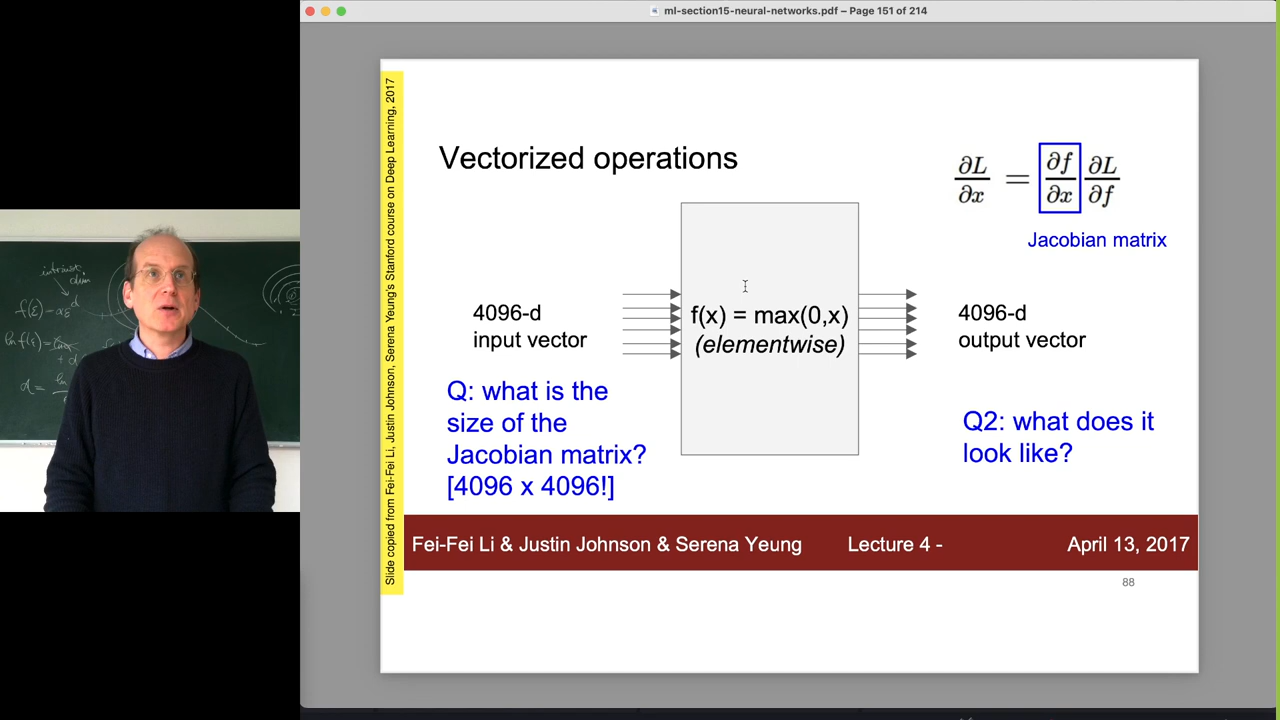 ml-section15-neural-networks.pdf – Page 151 of 214
Slide copied from Fei-Fei Li, Justin Johnson, Serena Yeung's Stanford course on Deep Learning, 2017
Vectorized operations
∂L/∂x = ∂f/∂x ∂L/∂f
Jacobian matrix
4096-d
input vector
f(x) = max(0,x)
(elementwise)
4096-d
output vector
Q: what is the
size of the
Jacobian matrix?
[4096 x 4096!]
Q2: what does it
look like?
Fei-Fei Li & Justin Johnson & Serena Yeung Lecture 4 - April 13, 2017
88
intrinsic
dim